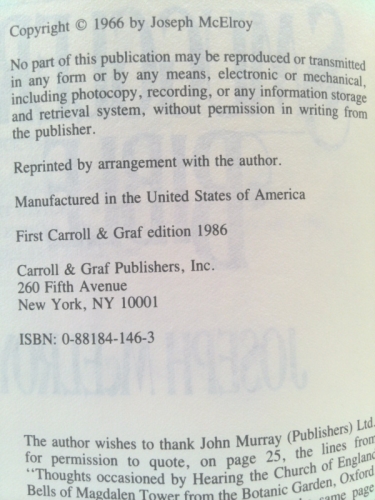 Copyright © 1966 by Joseph McElroy
No part of this publication may be reproduced or transmitted
in any form or by any means, electronic or mechanical,
including photocopy, recording, or any information storage
and retrieval system, without permission in writing from
the publisher.
Reprinted by arrangement with the author.
Manufactured in the United States of America
First Carroll & Graf edition 1986
Carroll & Graf Publishers, Inc.
260 Fifth Avenue
New York, NY 10001
ISBN: 0-88184-146-3
The author wishes to thank John Murray (Publishers) Ltd.
for permission to quote, on page 25, the lines from
"Thoughts occasioned by Hearing the Church of England
Bells of Magdalen Tower from the Botanic Garden, Oxford
same page